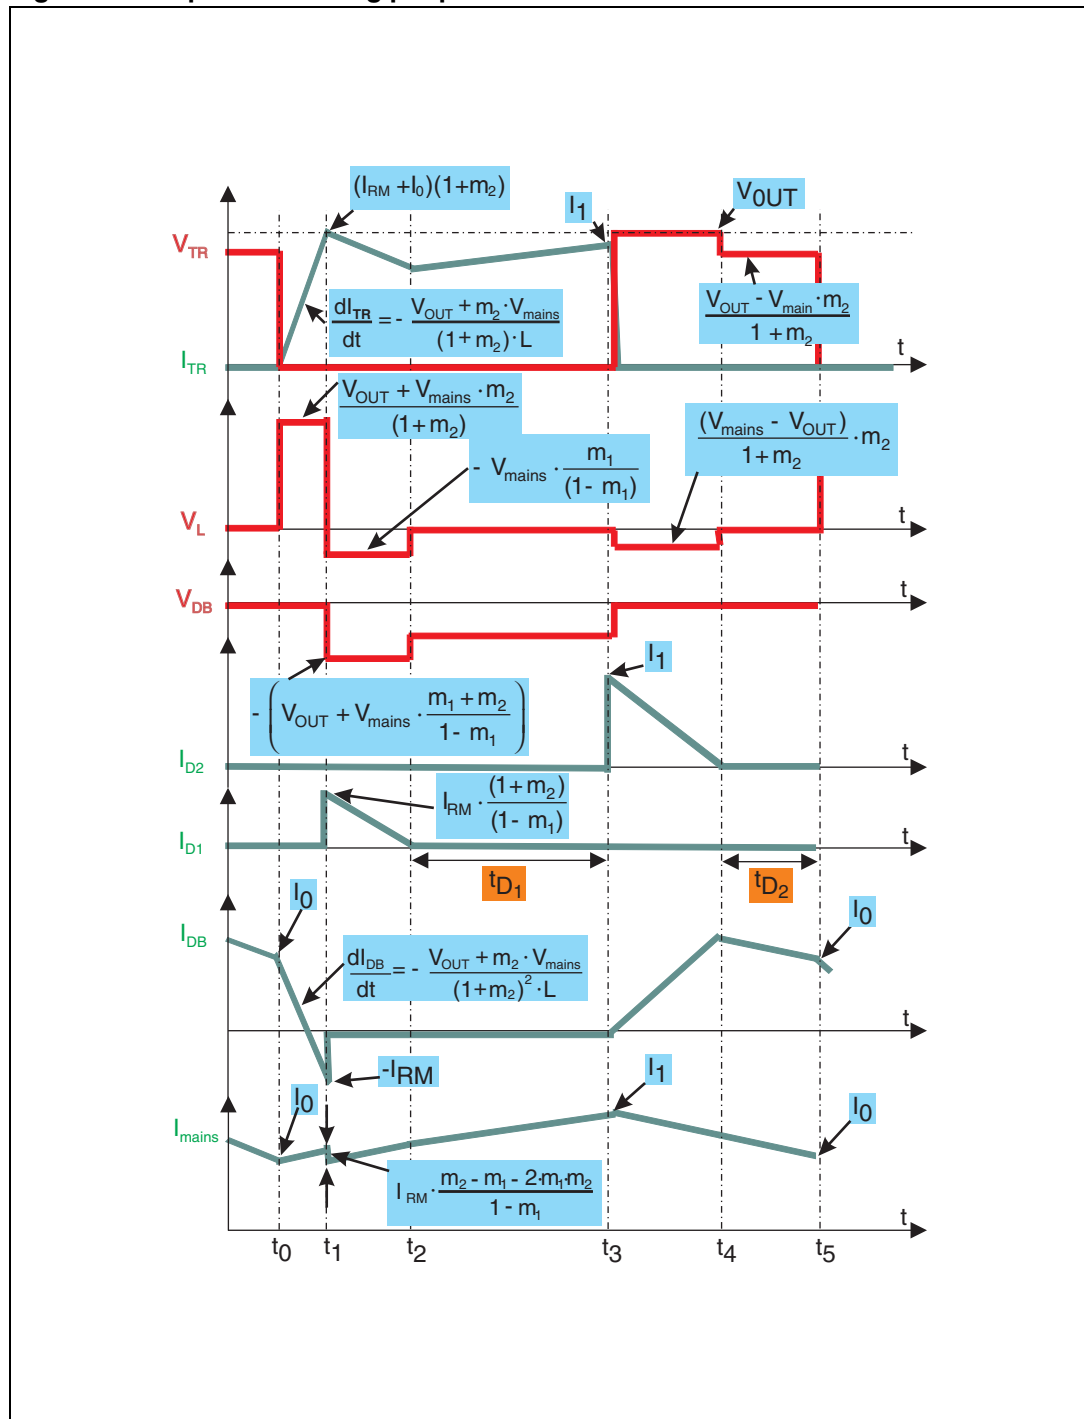 (I_RM +I_0)(1+m_2)
I_1
V_0UT
V_TR
dI_TR/dt = - (V_OUT + m_2 · V_mains)/((1+m_2) · L)
(V_OUT - V_main · m_2)/(1 + m_2)
t
I_TR
(V_OUT + V_mains · m_2)/((1+m_2))
- V_mains · m_1/((1- m_1))
((V_mains - V_OUT)/(1+m_2)) · m_2
t
V_L
t
V_DB
I_1
- (V_OUT + V_mains · (m_1 + m_2)/(1- m_1))
t
I_D2
I_RM · (1+m_2)/(1- m_1)
t
I_D1
t_D1
t_D2
I_0
I_0
I_DB
dI_DB/dt = - (V_OUT + m_2 · V_mains)/((1+m_2)^2 · L)
t
-I_RM
I_1
I_0
I_0
I_mains
I_RM · (m_2 - m_1 - 2·m_1·m_2)/(1 - m_1)
t
t_0 t_1 t_2 t_3 t_4 t_5